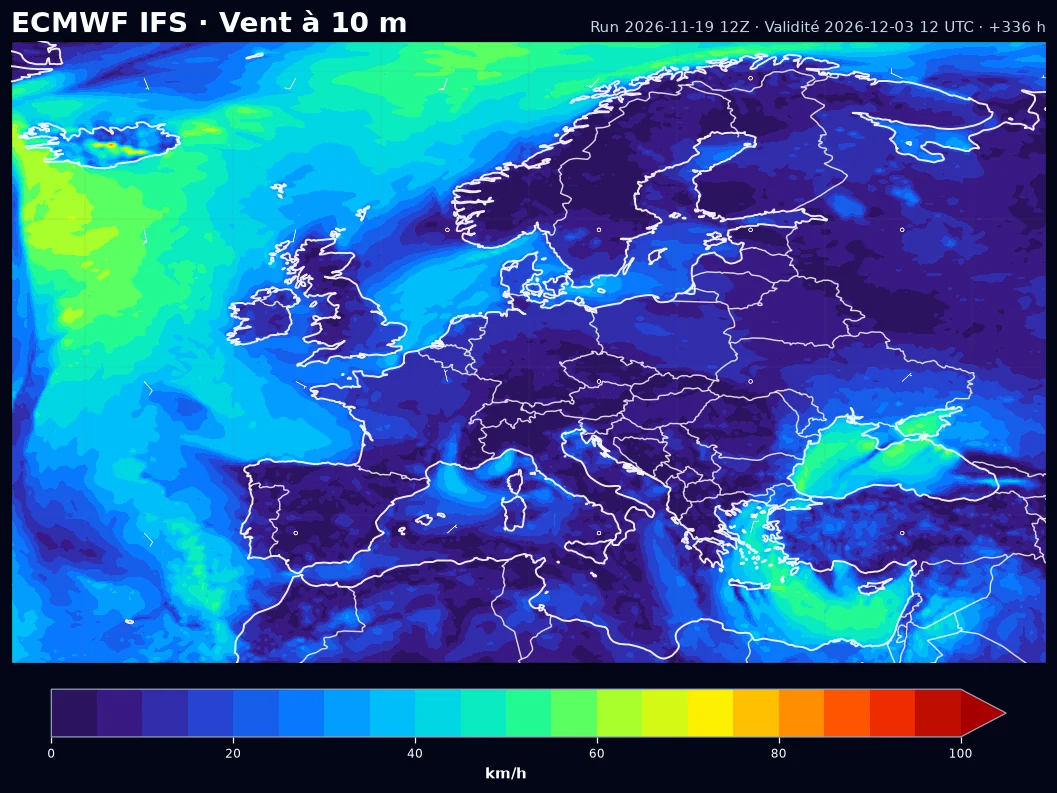 ECMWF IFS · Vent à 10 m
Run 2026-11-19 12Z · Validité 2026-12-03 12 UTC · +336 h
0 20 40 60 80 100
km/h